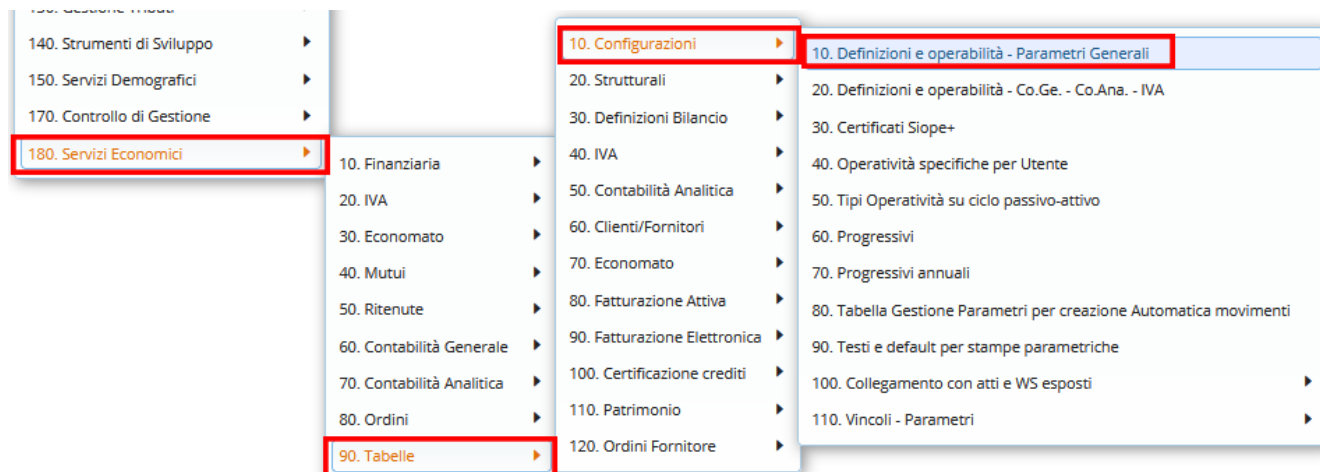 140. Strumenti di Sviluppo
150. Servizi Demografici
170. Controllo di Gestione
180. Servizi Economici
10. Finanziaria
20. IVA
30. Economato
40. Mutui
50. Ritenute
60. Contabilità Generale
70. Contabilità Analitica
80. Ordini
90. Tabelle
10. Configurazioni
20. Strutturali
30. Definizioni Bilancio
40. IVA
50. Contabilità Analitica
60. Clienti/Fornitori
70. Economato
80. Fatturazione Attiva
90. Fatturazione Elettronica
100. Certificazione crediti
110. Patrimonio
120. Ordini Fornitore
10. Definizioni e operabilità - Parametri Generali
20. Definizioni e operabilità - Co.Ge. - Co.Ana. - IVA
30. Certificati Siope+
40. Operatività specifiche per Utente
50. Tipi Operatività su ciclo passivo-attivo
60. Progressivi
70. Progressivi annuali
80. Tabella Gestione Parametri per creazione Automatica movimenti
90. Testi e default per stampe parametriche
100. Collegamento con atti e WS esposti
110. Vincoli - Parametri